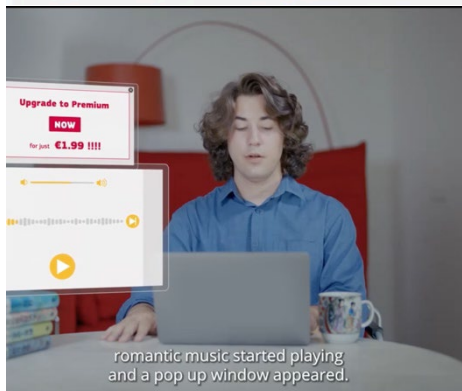 Upgrade to Premium
NOW
for just €1.99 !!!!
romantic music started playing
and a pop up window appeared.